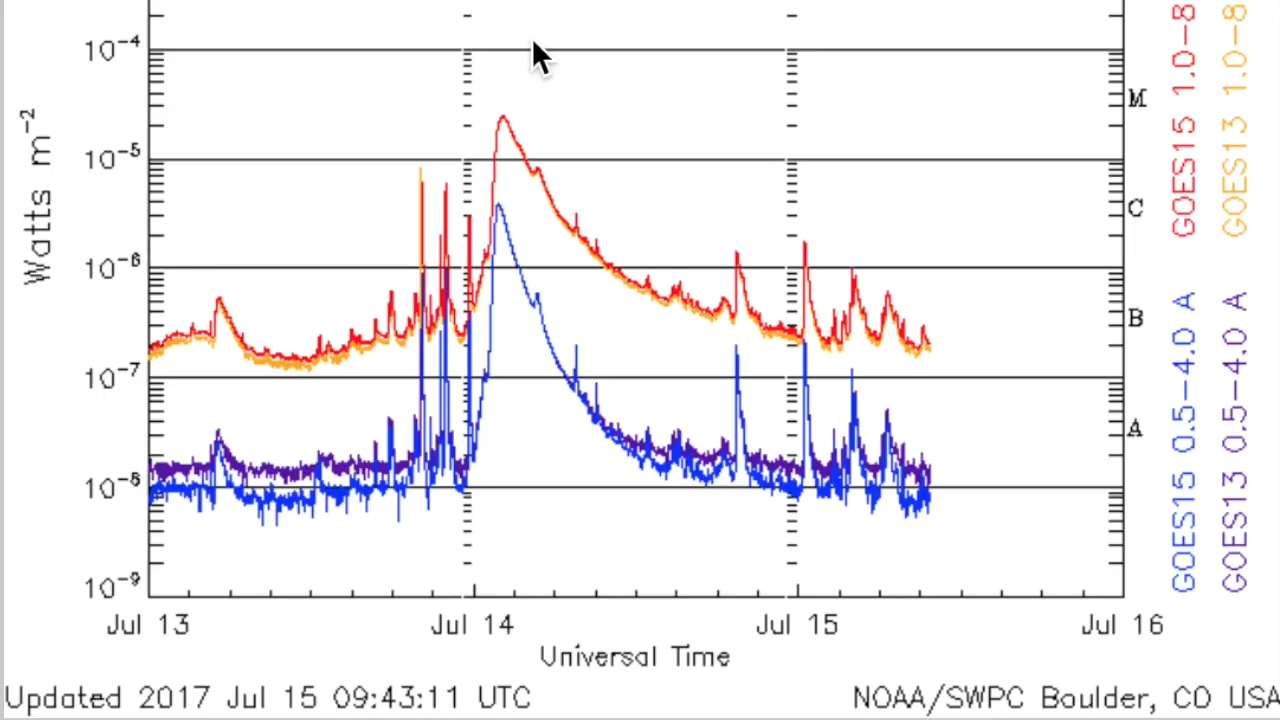 10⁻⁴
10⁻⁵
10⁻⁶
10⁻⁷
10⁻⁸
10⁻⁹
Watts m⁻²
M
C
B
A
GOES15 1.0-8
GOES13 1.0-8
GOES15 0.5-4.0 A
GOES13 0.5-4.0 A
Jul 13
Jul 14
Jul 15
Jul 16
Universal Time
Updated 2017 Jul 15 09:43:11 UTC
NOAA/SWPC Boulder, CO USA